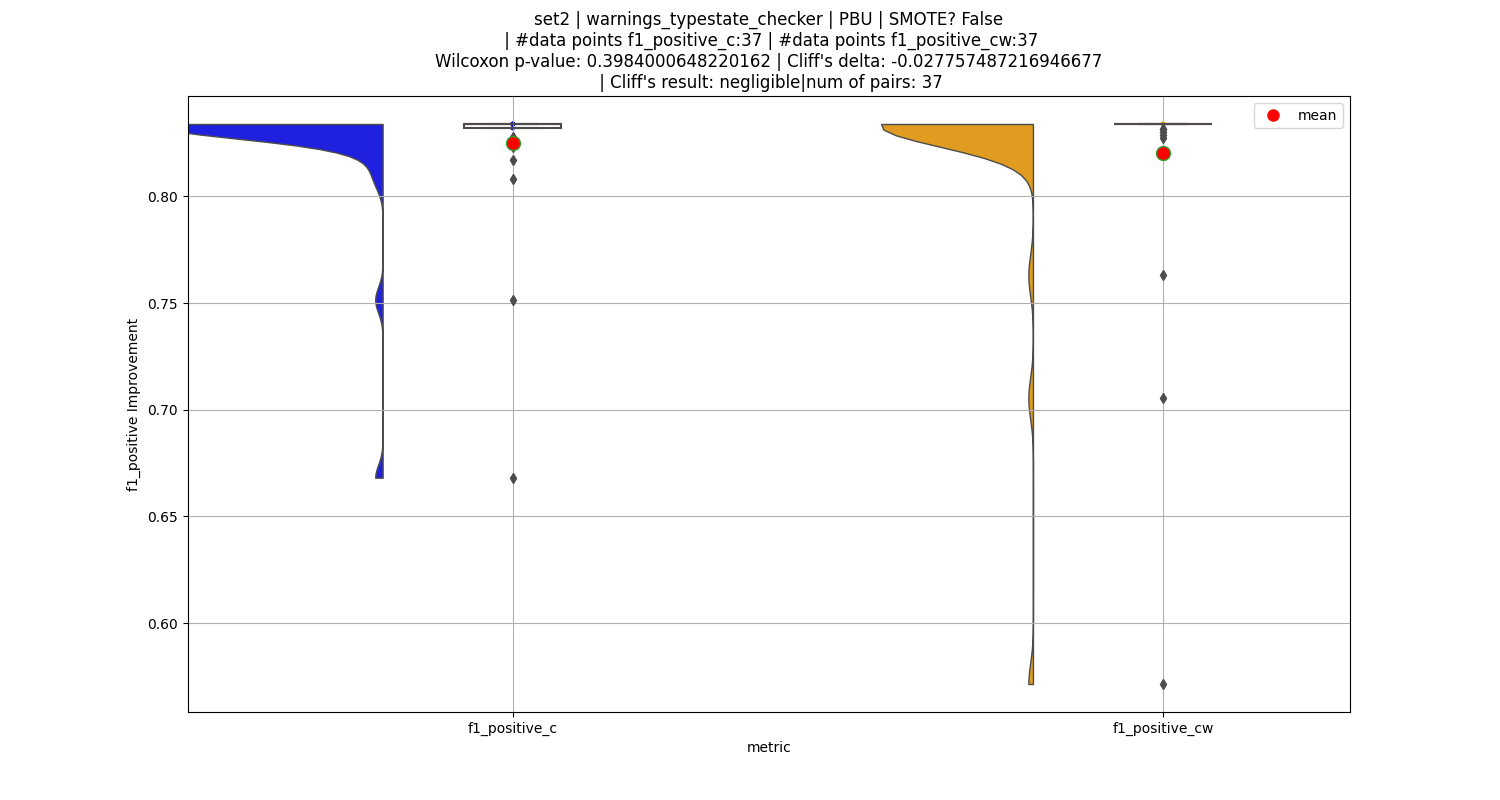 set2 | warnings_typestate_checker | PBU | SMOTE? False
| #data points f1_positive_c:37 | #data points f1_positive_cw:37
Wilcoxon p-value: 0.3984000648220162 | Cliff's delta: -0.027757487216946677
| Cliff's result: negligible|num of pairs: 37
mean
0.80
0.75
0.70
0.65
0.60
f1_positive Improvement
f1_positive_c
f1_positive_cw
metric